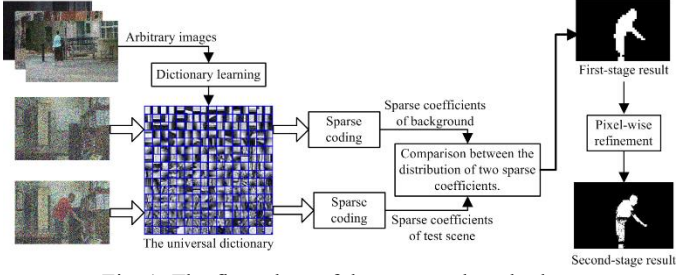 Arbitrary images
Dictionary learning
The universal dictionary
Sparse
coding
Sparse coefficients
of background
Sparse
coding
Sparse coefficients
of test scene
Comparison between the
distribution of two sparse
coefficients.
First-stage result
Pixel-wise
refinement
Second-stage result